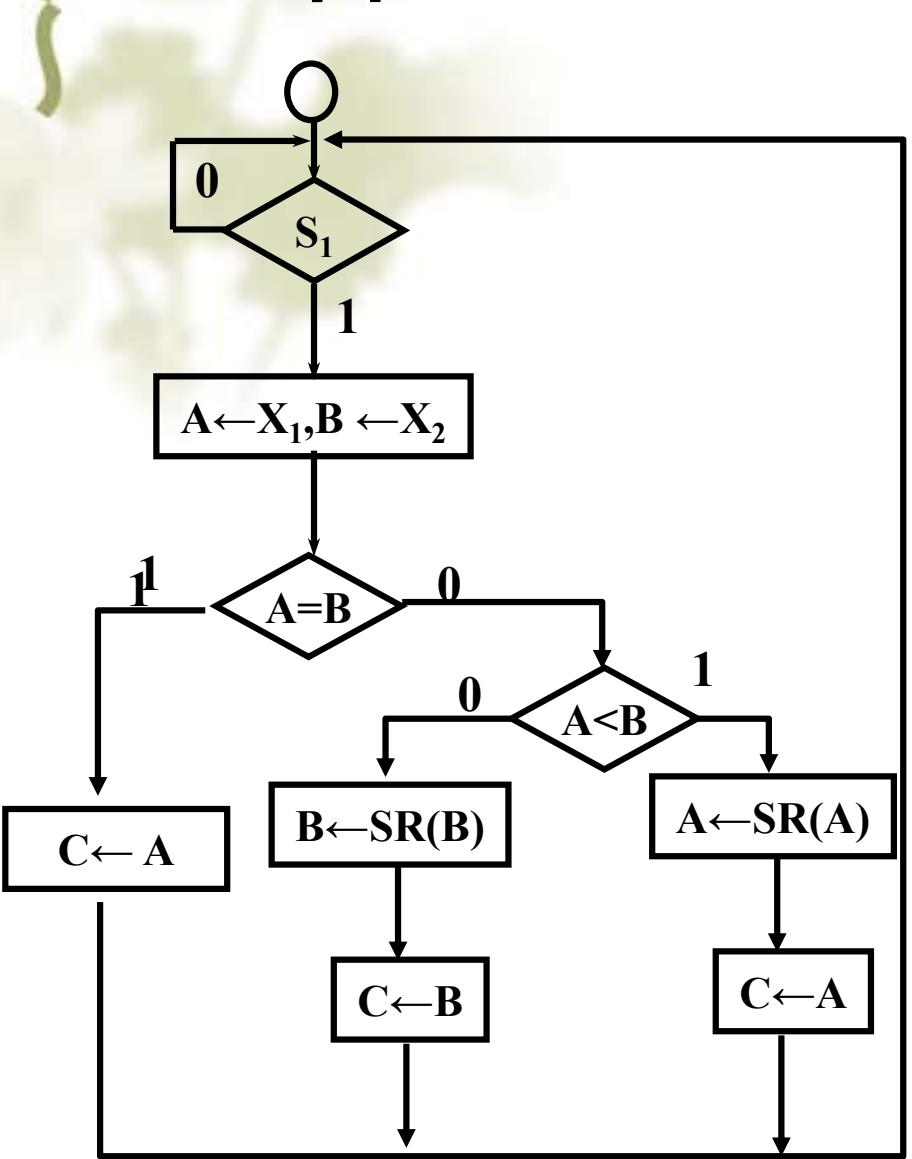 0
S₁
1
A←X₁,B ←X₂
1
1
A=B
0
0
A<B
1
B←SR(B)
A←SR(A)
C← A
C←B
C←A